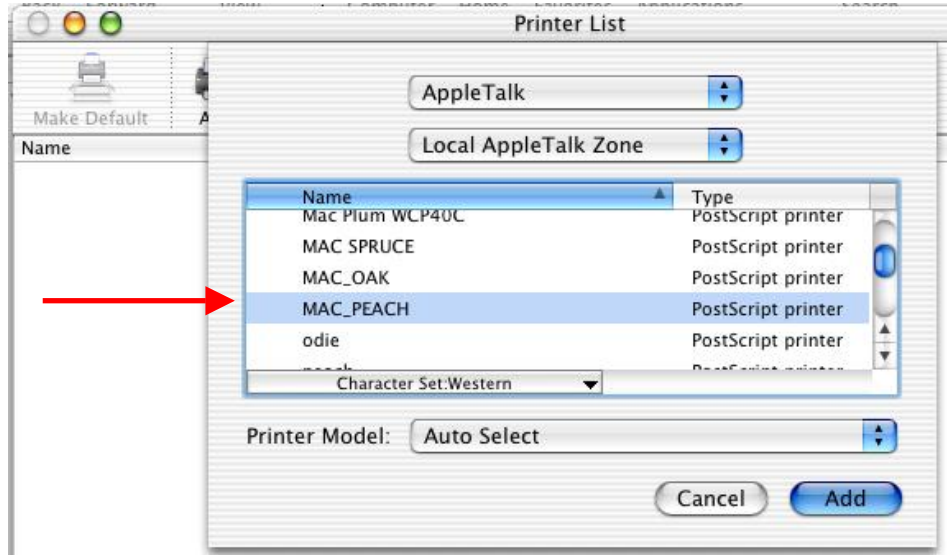 Printer List
Make Default
A
Name
AppleTalk
Local AppleTalk Zone
Name Type
Mac Plum WCP40C PostScript printer
MAC SPRUCE PostScript printer
MAC_OAK PostScript printer
MAC_PEACH PostScript printer
odie PostScript printer
Character Set:Western
Printer Model: Auto Select
Cancel Add